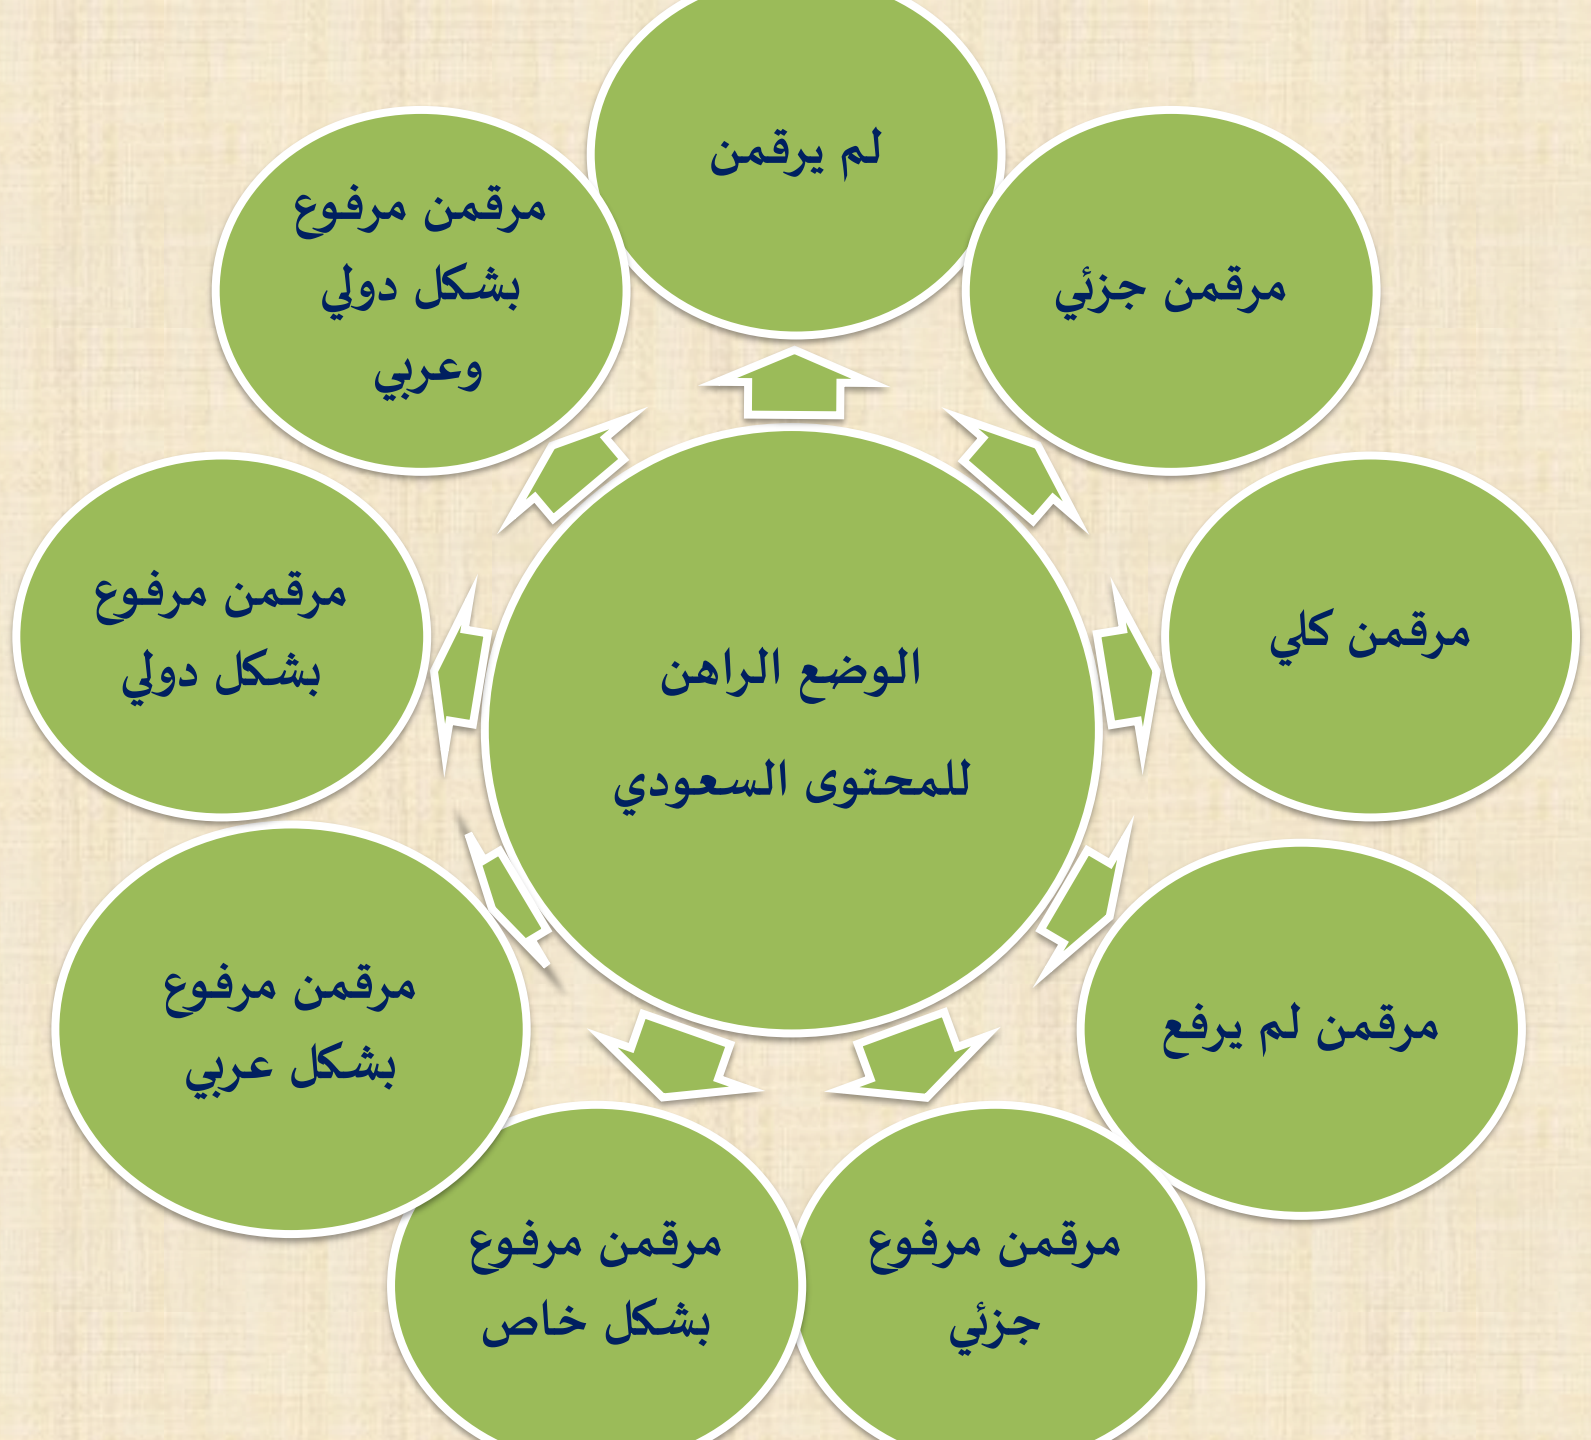 الوضع الراهن
للمحتوى السعودي
لم يرقمن
مرقمن جزئي
مرقمن كلي
مرقمن لم يرفع
مرقمن مرفوع
جزئي
مرقمن مرفوع
بشكل خاص
مرقمن مرفوع
بشكل عربي
مرقمن مرفوع
بشكل دولي
مرقمن مرفوع
بشكل دولي
وعربي